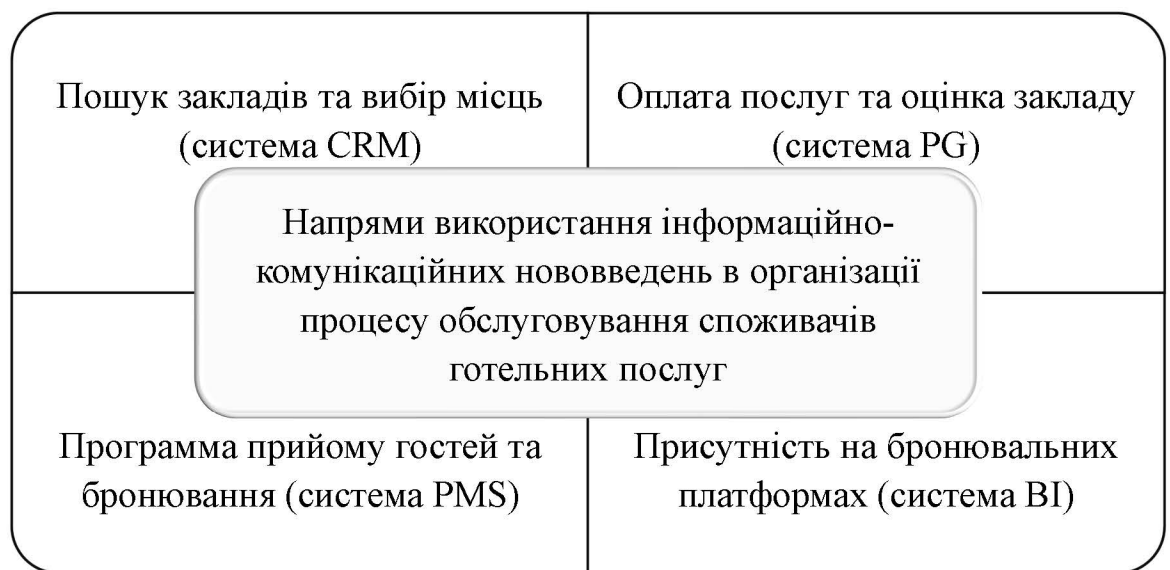 Пошук закладів та вибір місць
(система CRM)
Оплата послуг та оцінка закладу
(система PG)
Напрями використання інформаційно-
комунікаційних нововведень в організації
процесу обслуговування споживачів
готельних послуг
Программа прийому гостей та
бронювання (система PMS)
Присутність на бронювальних
платформах (система BI)